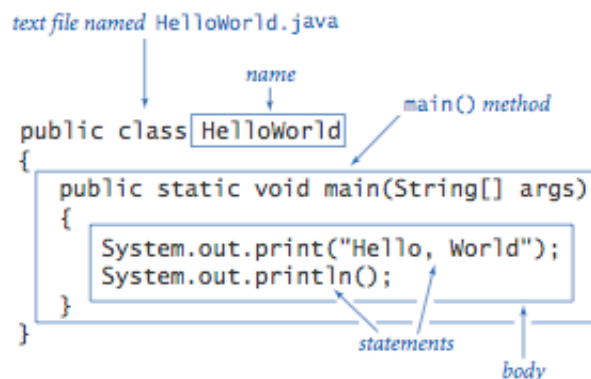 text file named HelloWorld.java
name
main() method
public class HelloWorld
{
public static void main(String[] args)
{
System.out.print("Hello, World");
System.out.println();
}
}
statements
body